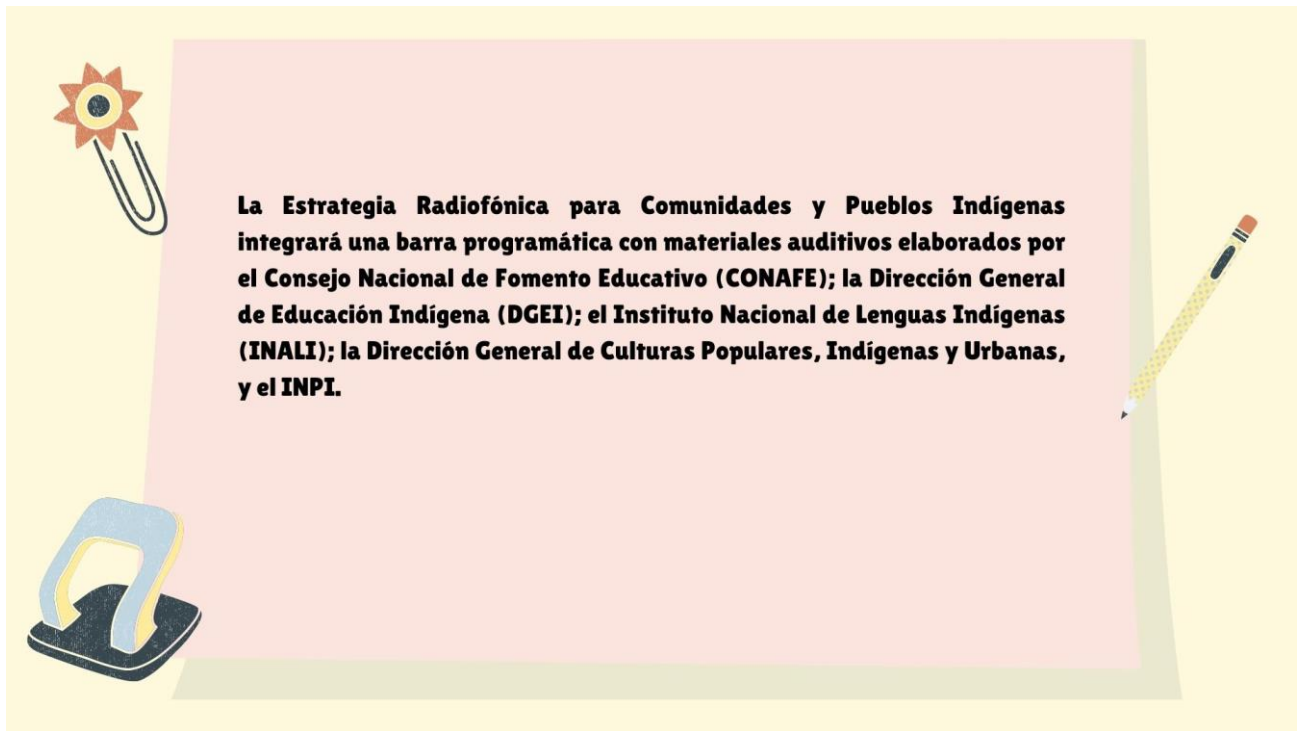 La Estrategia Radiofónica para Comunidades y Pueblos Indígenas
integrará una barra programática con materiales auditivos elaborados por
el Consejo Nacional de Fomento Educativo (CONAFE); la Dirección General
de Educación Indígena (DGEI); el Instituto Nacional de Lenguas Indígenas
(INALI); la Dirección General de Culturas Populares, Indígenas y Urbanas,
y el INPI.